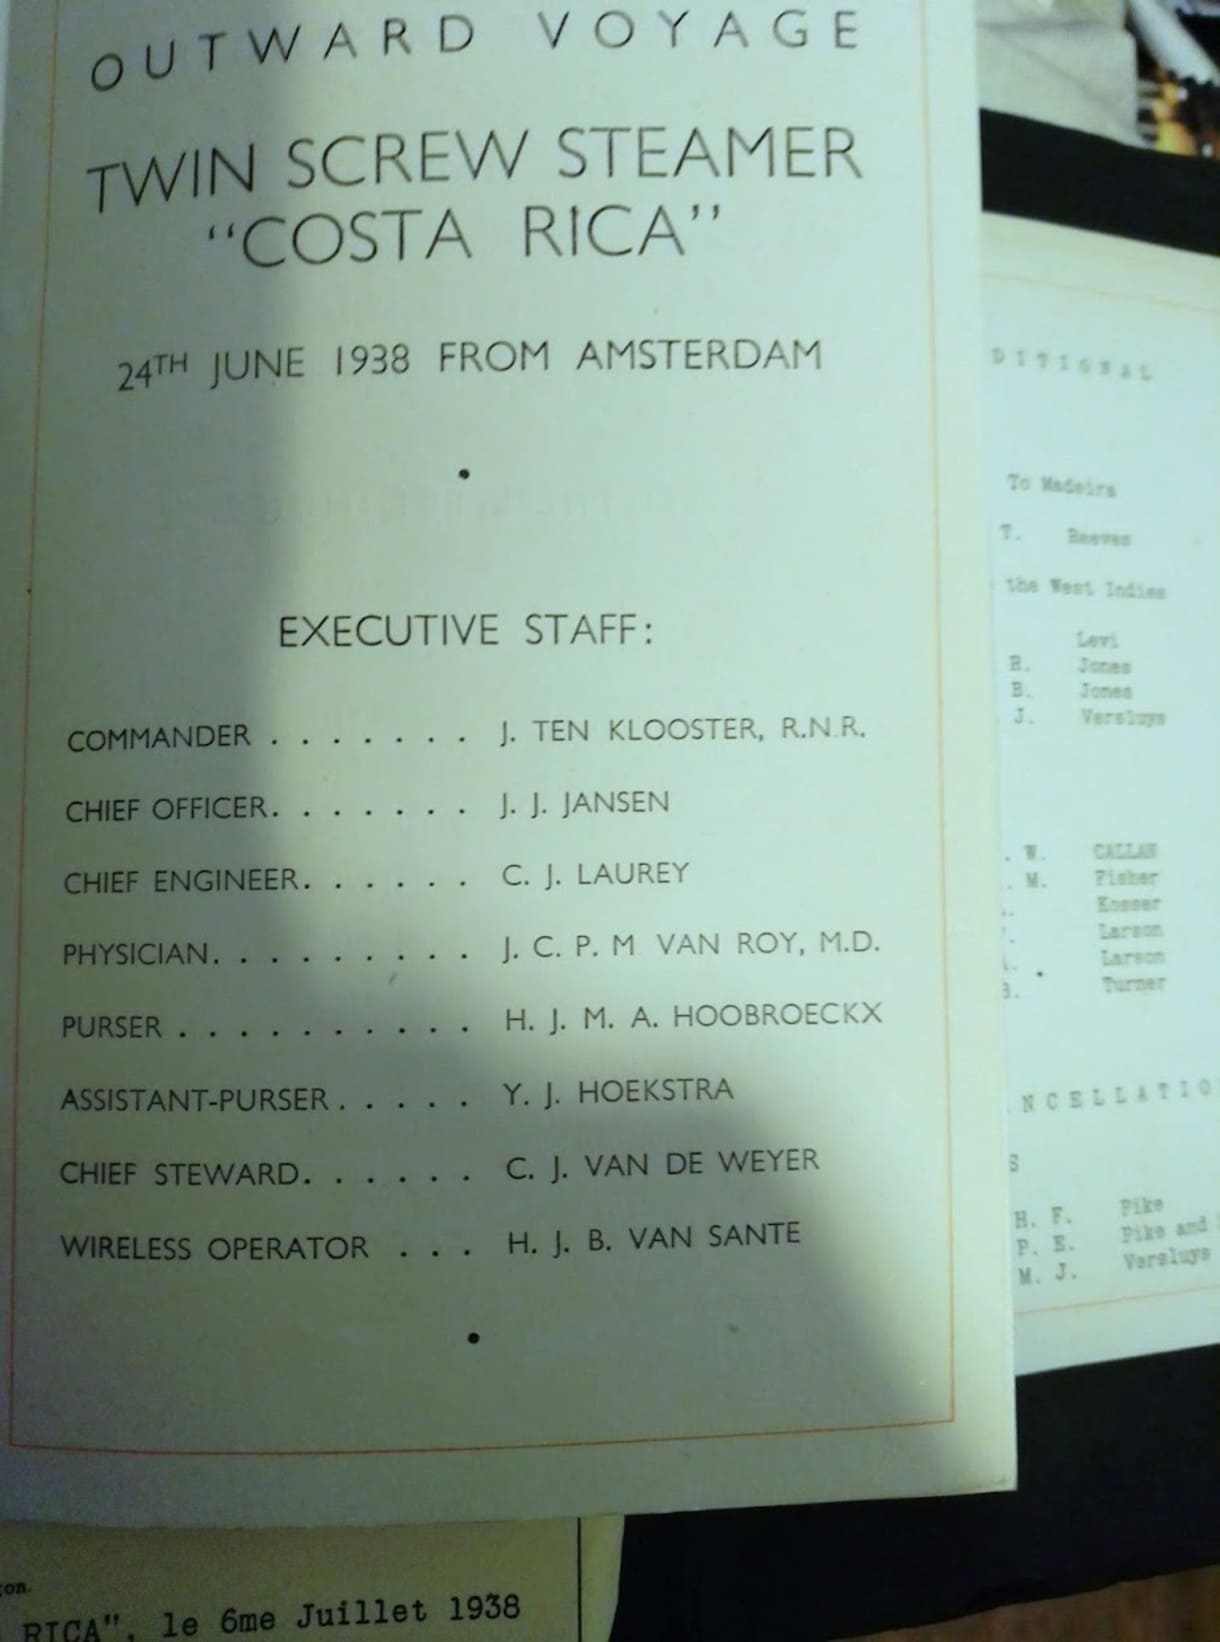 OUTWARD VOYAGE
TWIN SCREW STEAMER
“COSTA RICA”
24TH JUNE 1938 FROM AMSTERDAM
•
EXECUTIVE STAFF:
COMMANDER . . . . . . . J. TEN KLOOSTER, R.N.R.
CHIEF OFFICER. . . . . . . J. J. JANSEN
CHIEF ENGINEER. . . . . . C. J. LAUREY
PHYSICIAN. . . . . . . . . . J. C. P. M VAN ROY, M.D.
PURSER . . . . . . . . . . H. J. M. A. HOOBROECKX
ASSISTANT-PURSER . . . . . Y. J. HOEKSTRA
CHIEF STEWARD. . . . . . C. J. VAN DE WEYER
WIRELESS OPERATOR . . . H. J. B. VAN SANTE
•
DITIONAL
To Madeira
T. Reeves
the West Indies
Levi
R. Jones
B. Jones
J. Versluys
. W. CALLAN
. M. Fisher
Kosser
Larson
Larson
B. Turner
NCELLATIO
S
H. F. Pike
P. E. Pike and
M. J. Versluys
RICA", le 6me Juillet 1938